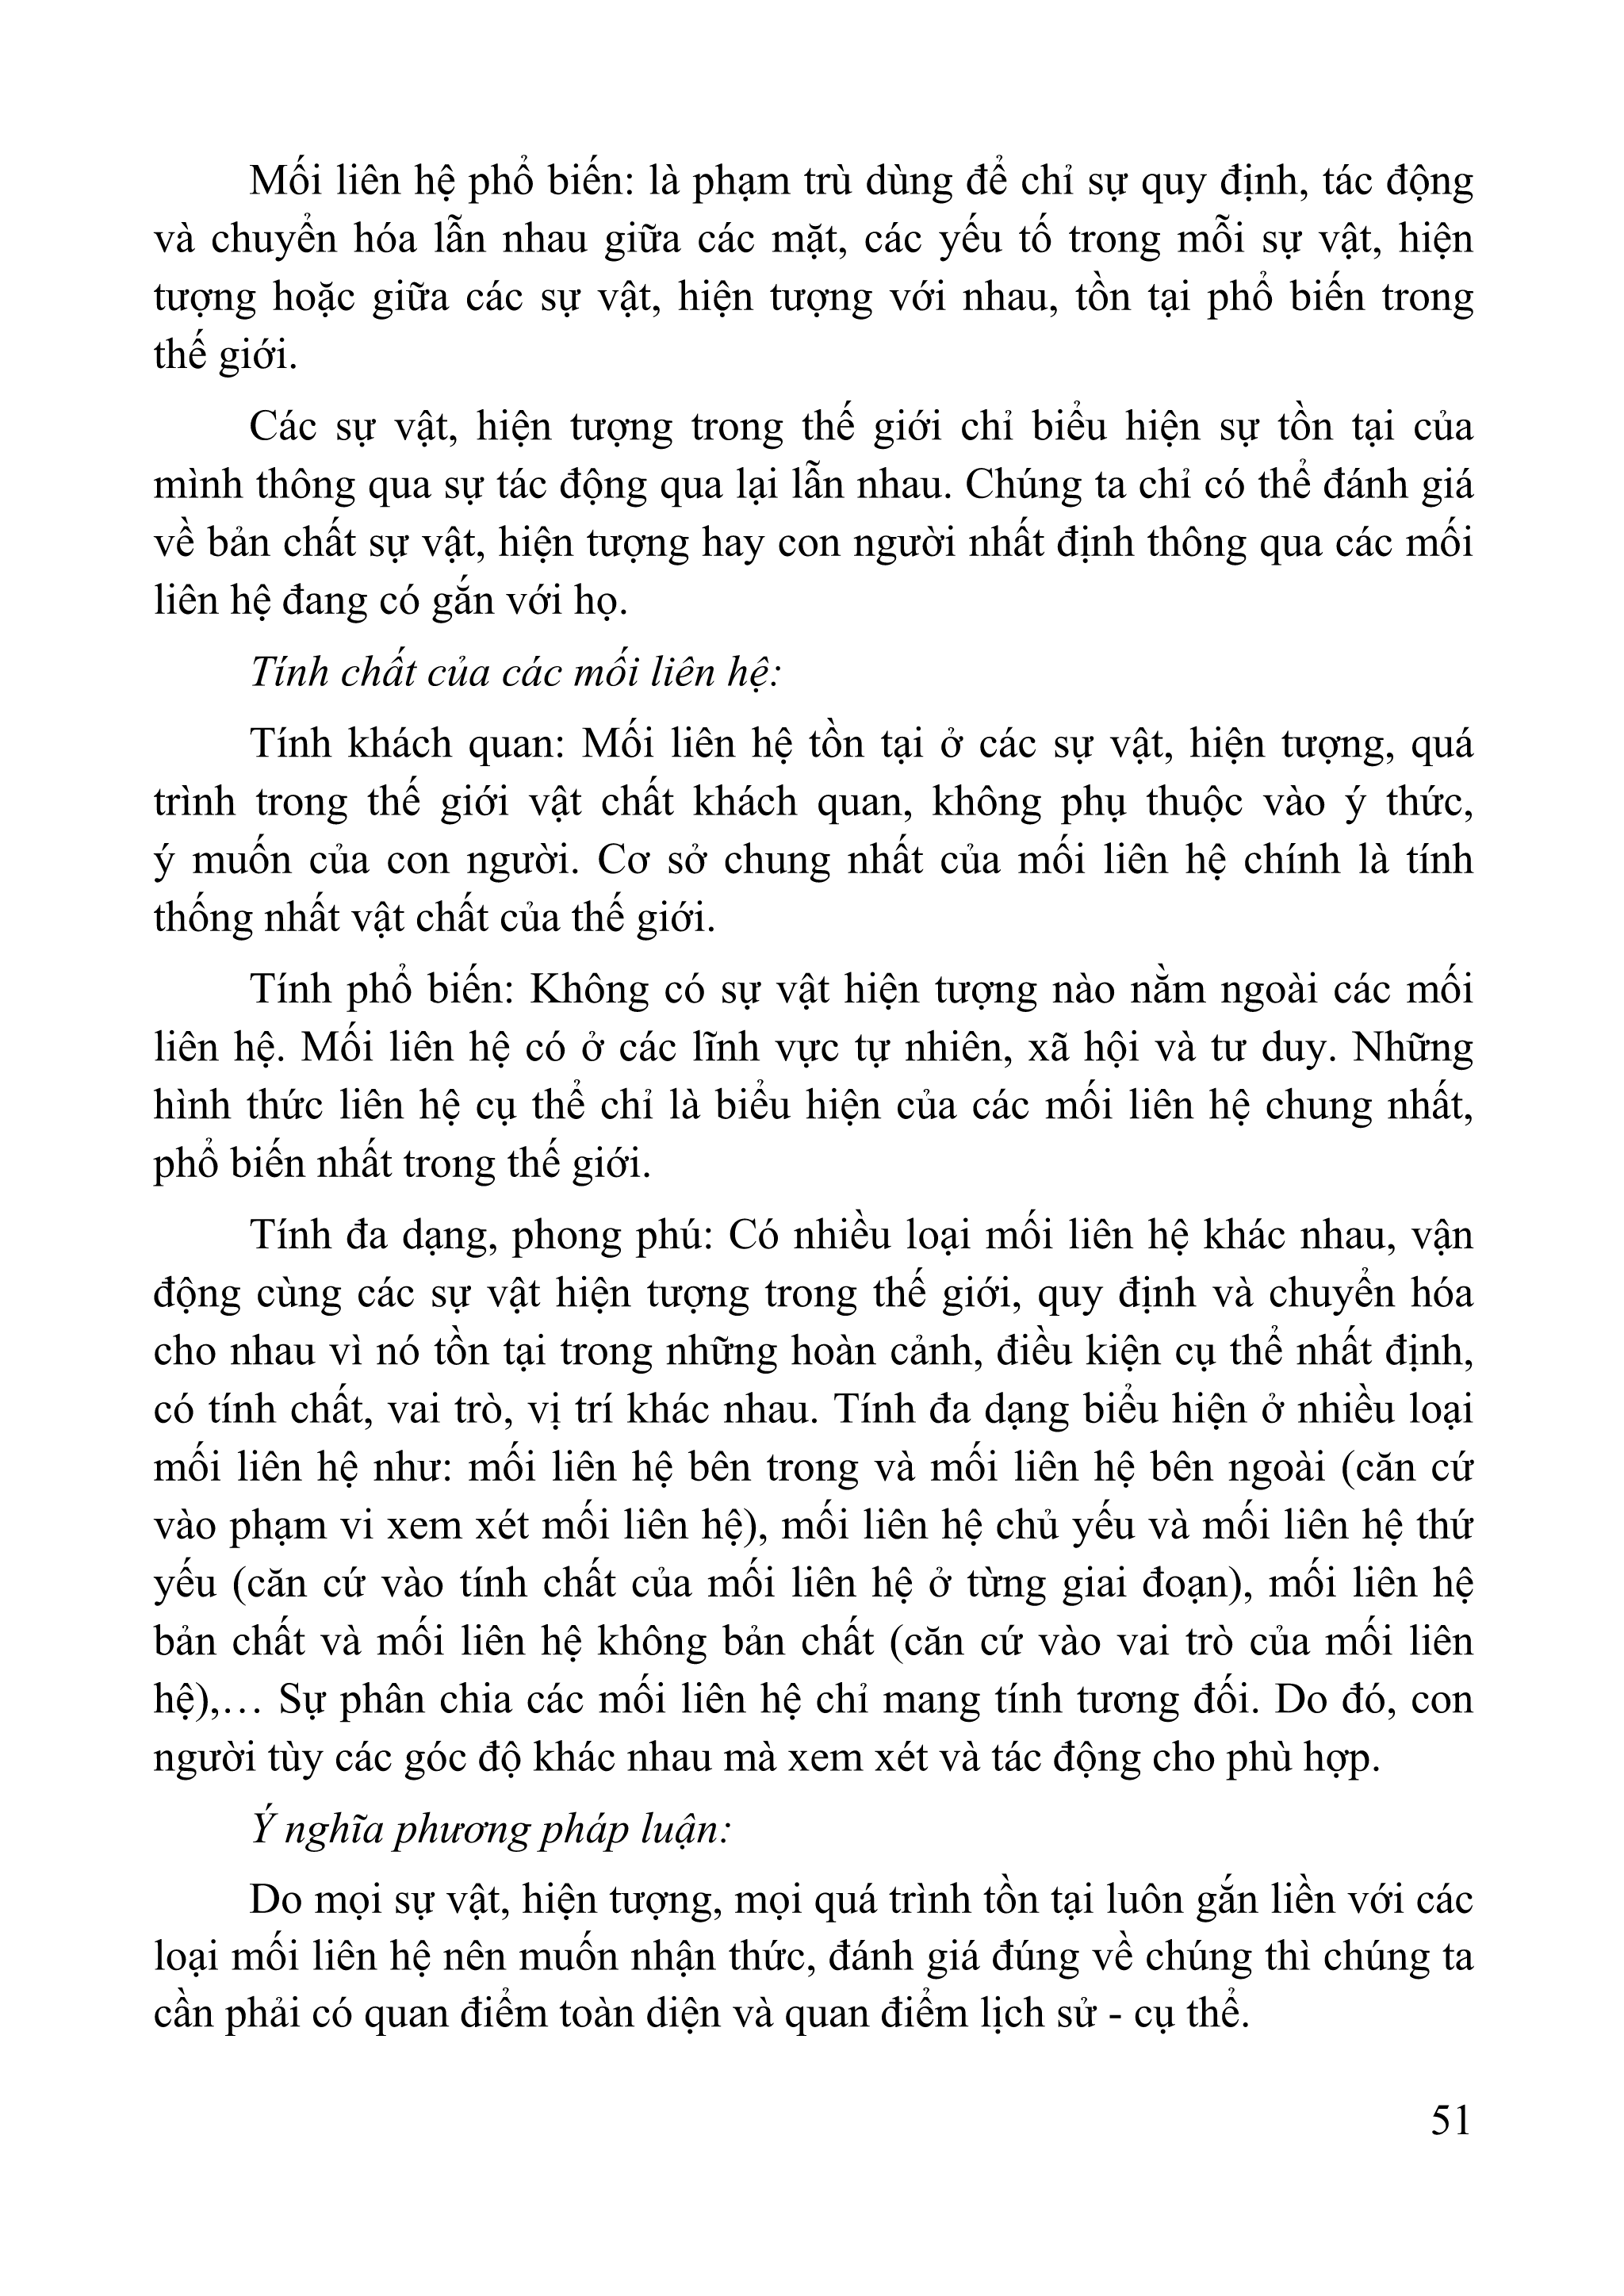 Mối liên hệ phổ biến: là phạm trù dùng để chỉ sự quy định, tác động
và chuyển hóa lẫn nhau giữa các mặt, các yếu tố trong mỗi sự vật, hiện
tượng hoặc giữa các sự vật, hiện tượng với nhau, tồn tại phổ biến trong
thế giới.
Các sự vật, hiện tượng trong thế giới chỉ biểu hiện sự tồn tại của
mình thông qua sự tác động qua lại lẫn nhau. Chúng ta chỉ có thể đánh giá
về bản chất sự vật, hiện tượng hay con người nhất định thông qua các mối
liên hệ đang có gắn với họ.
Tính chất của các mối liên hệ:
Tính khách quan: Mối liên hệ tồn tại ở các sự vật, hiện tượng, quá
trình trong thế giới vật chất khách quan, không phụ thuộc vào ý thức,
ý muốn của con người. Cơ sở chung nhất của mối liên hệ chính là tính
thống nhất vật chất của thế giới.
Tính phổ biến: Không có sự vật hiện tượng nào nằm ngoài các mối
liên hệ. Mối liên hệ có ở các lĩnh vực tự nhiên, xã hội và tư duy. Những
hình thức liên hệ cụ thể chỉ là biểu hiện của các mối liên hệ chung nhất,
phổ biến nhất trong thế giới.
Tính đa dạng, phong phú: Có nhiều loại mối liên hệ khác nhau, vận
động cùng các sự vật hiện tượng trong thế giới, quy định và chuyển hóa
cho nhau vì nó tồn tại trong những hoàn cảnh, điều kiện cụ thể nhất định,
có tính chất, vai trò, vị trí khác nhau. Tính đa dạng biểu hiện ở nhiều loại
mối liên hệ như: mối liên hệ bên trong và mối liên hệ bên ngoài (căn cứ
vào phạm vi xem xét mối liên hệ), mối liên hệ chủ yếu và mối liên hệ thứ
yếu (căn cứ vào tính chất của mối liên hệ ở từng giai đoạn), mối liên hệ
bản chất và mối liên hệ không bản chất (căn cứ vào vai trò của mối liên
hệ),… Sự phân chia các mối liên hệ chỉ mang tính tương đối. Do đó, con
người tùy các góc độ khác nhau mà xem xét và tác động cho phù hợp.
Ý nghĩa phương pháp luận:
Do mọi sự vật, hiện tượng, mọi quá trình tồn tại luôn gắn liền với các
loại mối liên hệ nên muốn nhận thức, đánh giá đúng về chúng thì chúng ta
cần phải có quan điểm toàn diện và quan điểm lịch sử - cụ thể.
51